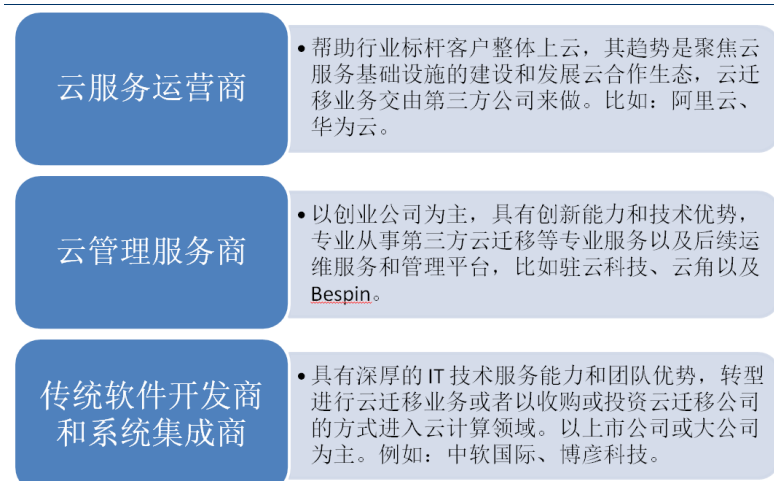 云服务运营商
• 帮助行业标杆客户整体上云，其趋势是聚焦云
服务基础设施的建设和发展云合作生态，云迁
移业务交由第三方公司来做。比如：阿里云、
华为云。
云管理服务商
• 以创业公司为主，具有创新能力和技术优势，
专业从事第三方云迁移等专业服务以及后续运
维服务和管理平台，比如驻云科技、云角以及
Bespin。
传统软件开发商
和系统集成商
• 具有深厚的 IT 技术服务能力和团队优势，转型
进行云迁移业务或者以收购或投资云迁移公司
的方式进入云计算领域。以上市公司或大公司
为主。例如：中软国际、博彦科技。